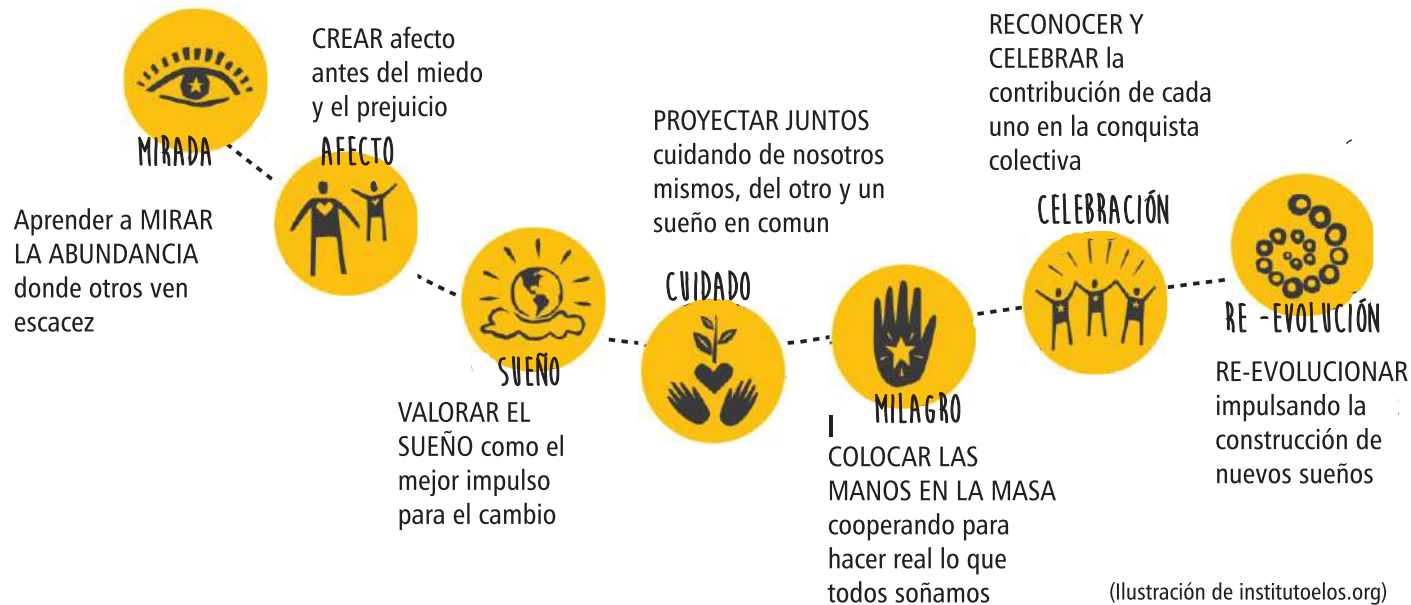 MIRADA
Aprender a MIRAR
LA ABUNDANCIA
donde otros ven
escacez
CREAR afecto
antes del miedo
y el prejuicio
AFECTO
SUEÑO
VALORAR EL
SUEÑO como el
mejor impulso
para el cambio
PROYECTAR JUNTOS
cuidando de nosotros
mismos, del otro y un
sueño en comun
CUIDADO
MILAGRO
COLOCAR LAS
MANOS EN LA MASA
cooperando para
hacer real lo que
todos soñamos
RECONOCER Y
CELEBRAR la
contribución de cada
uno en la conquista
colectiva
CELEBRACIÓN
RE -EVOLUCIÓN
RE-EVOLUCIONAR
impulsando la
construcción de
nuevos sueños
(Ilustración de institutoelos.org)